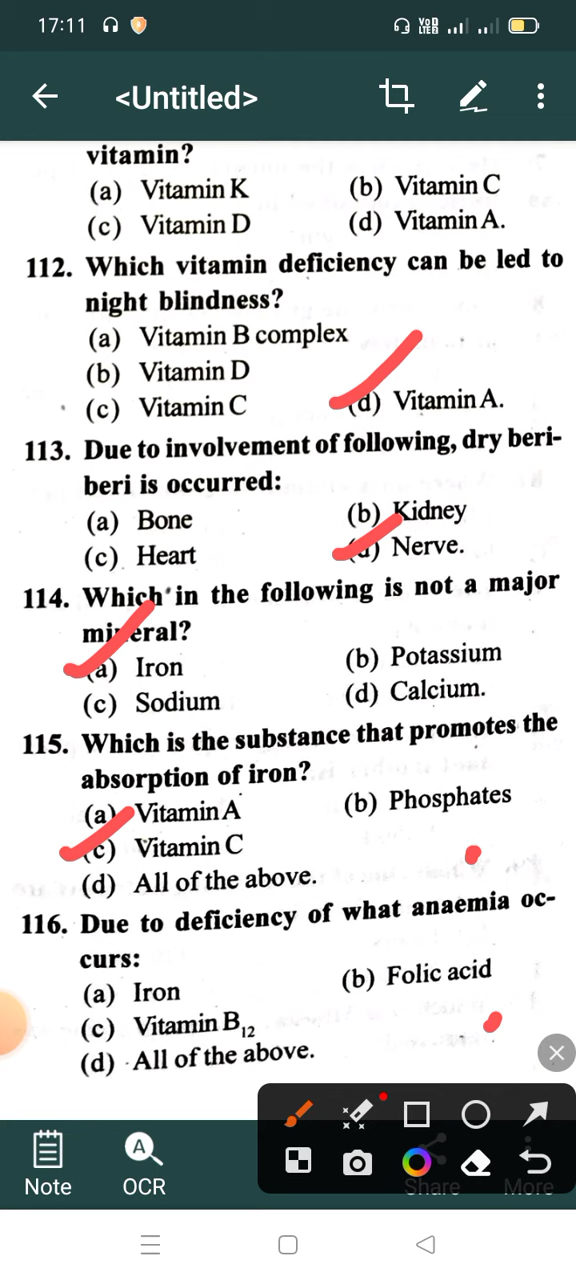 17:11
VoD
LTE
<Untitled>
vitamin?
(a) Vitamin K (b) Vitamin C
(c) Vitamin D (d) Vitamin A.
112. Which vitamin deficiency can be led to
night blindness?
(a) Vitamin B complex
(b) Vitamin D
(c) Vitamin C (d) Vitamin A.
113. Due to involvement of following, dry beri-
beri is occurred:
(a) Bone (b) Kidney
(c) Heart (d) Nerve.
114. Which in the following is not a major
mineral?
(a) Iron (b) Potassium
(c) Sodium (d) Calcium.
115. Which is the substance that promotes the
absorption of iron?
(a) Vitamin A (b) Phosphates
(c) Vitamin C
(d) All of the above.
116. Due to deficiency of what anaemia oc-
curs:
(a) Iron (b) Folic acid
(c) Vitamin B12
(d) All of the above.
A
Note OCR Share More